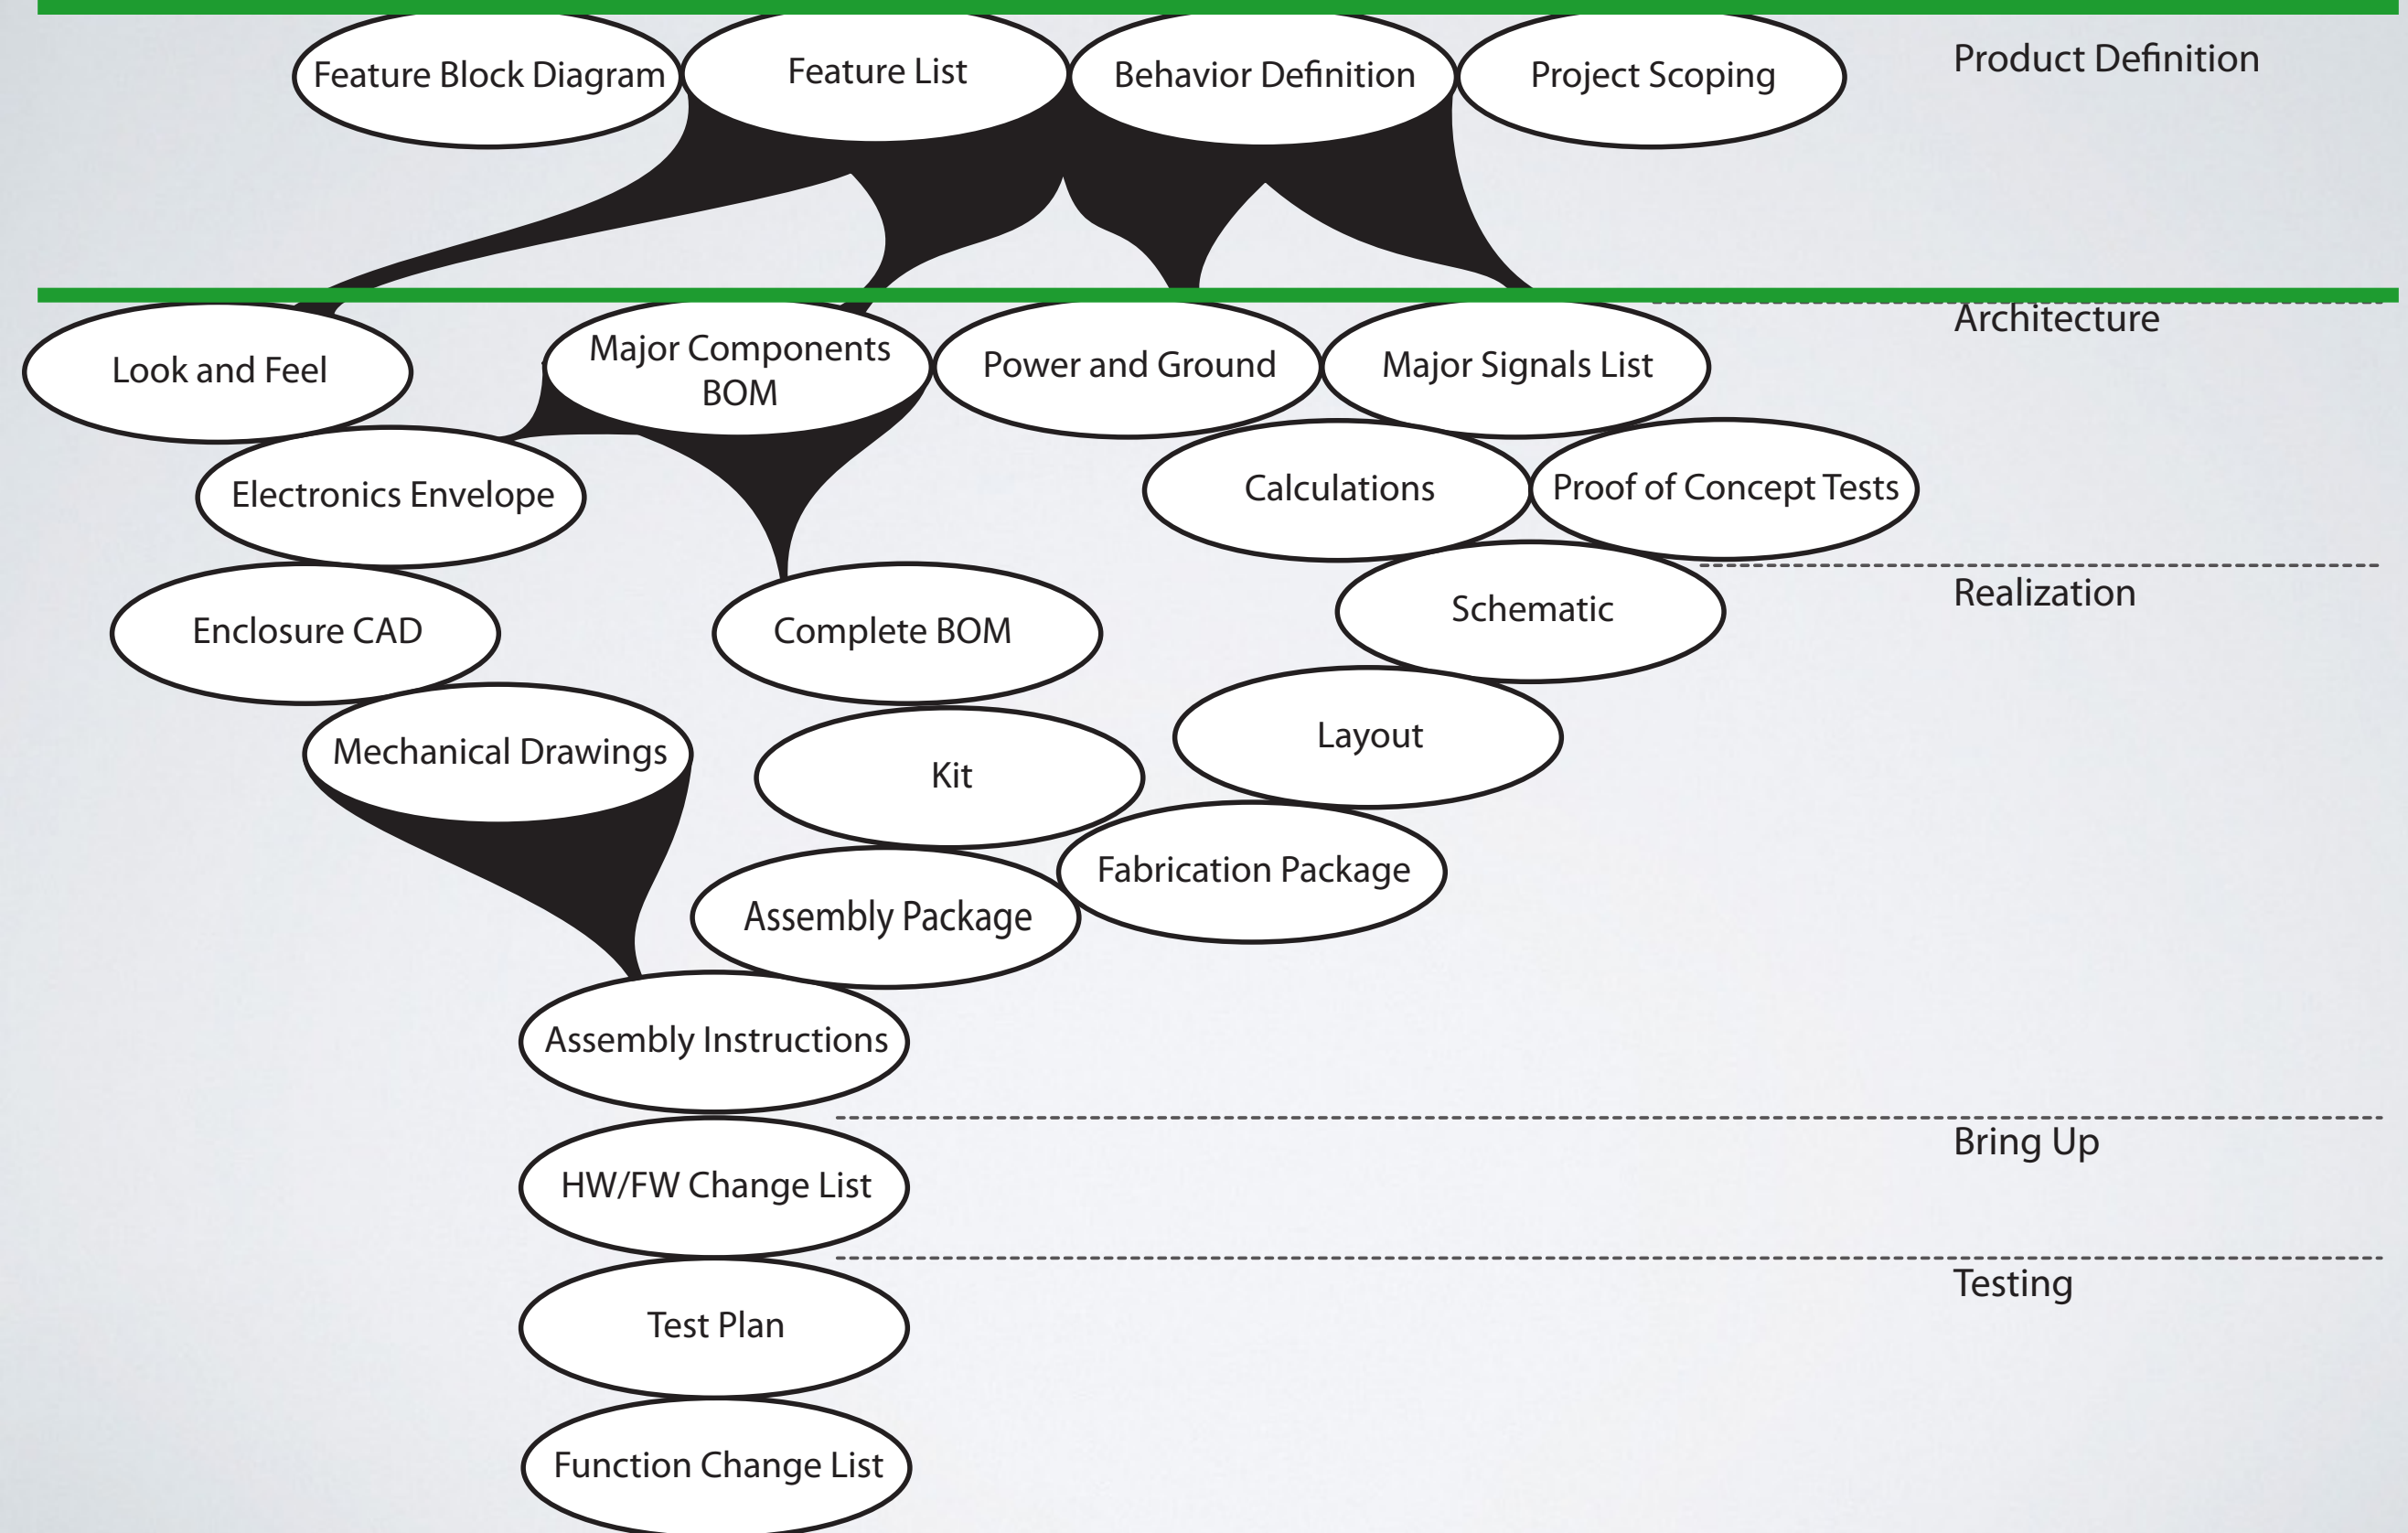 Feature Block Diagram
Feature List
Behavior Definition
Project Scoping
Product Definition
Architecture
Look and Feel
Major Components
BOM
Power and Ground
Major Signals List
Electronics Envelope
Calculations
Proof of Concept Tests
Realization
Enclosure CAD
Complete BOM
Schematic
Mechanical Drawings
Kit
Layout
Fabrication Package
Assembly Package
Assembly Instructions
Bring Up
HW/FW Change List
Testing
Test Plan
Function Change List